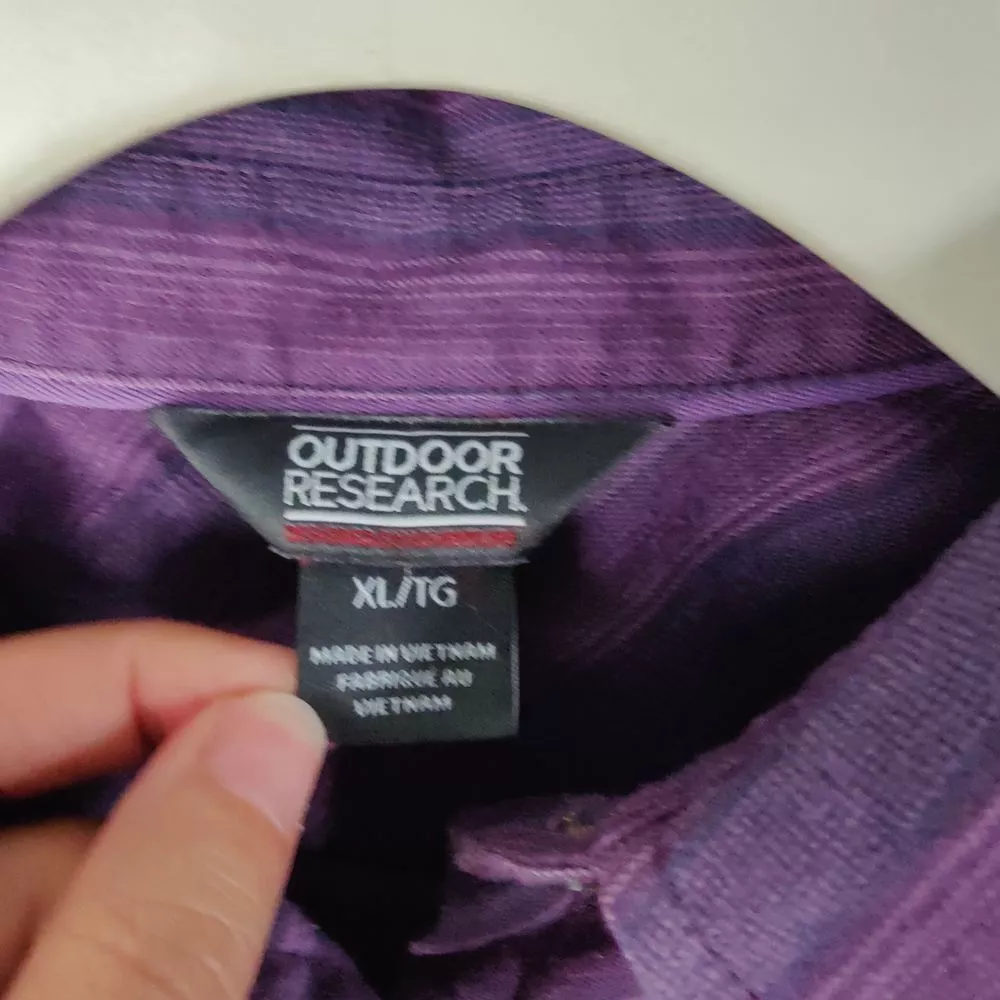 OUTDOOR
RESEARCH
XL/TG
MADE IN VIETNAM
FABRIQUE AU
VIETNAM